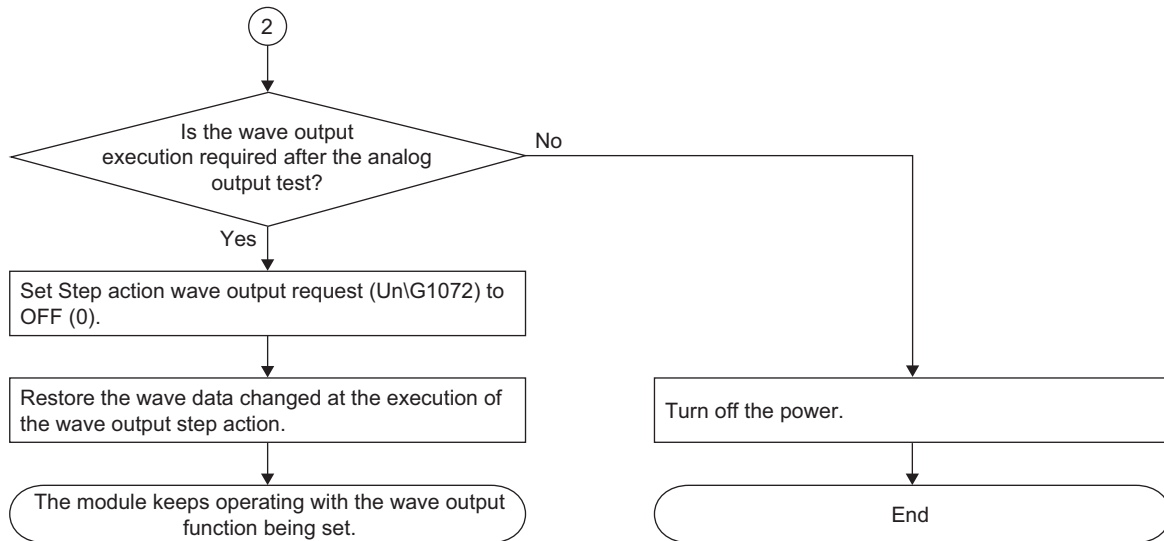 2
Is the wave output
execution required after the analog
output test?
No
Yes
Set Step action wave output request (Un\G1072) to
OFF (0).
Restore the wave data changed at the execution of
the wave output step action.
Turn off the power.
The module keeps operating with the wave output
function being set.
End